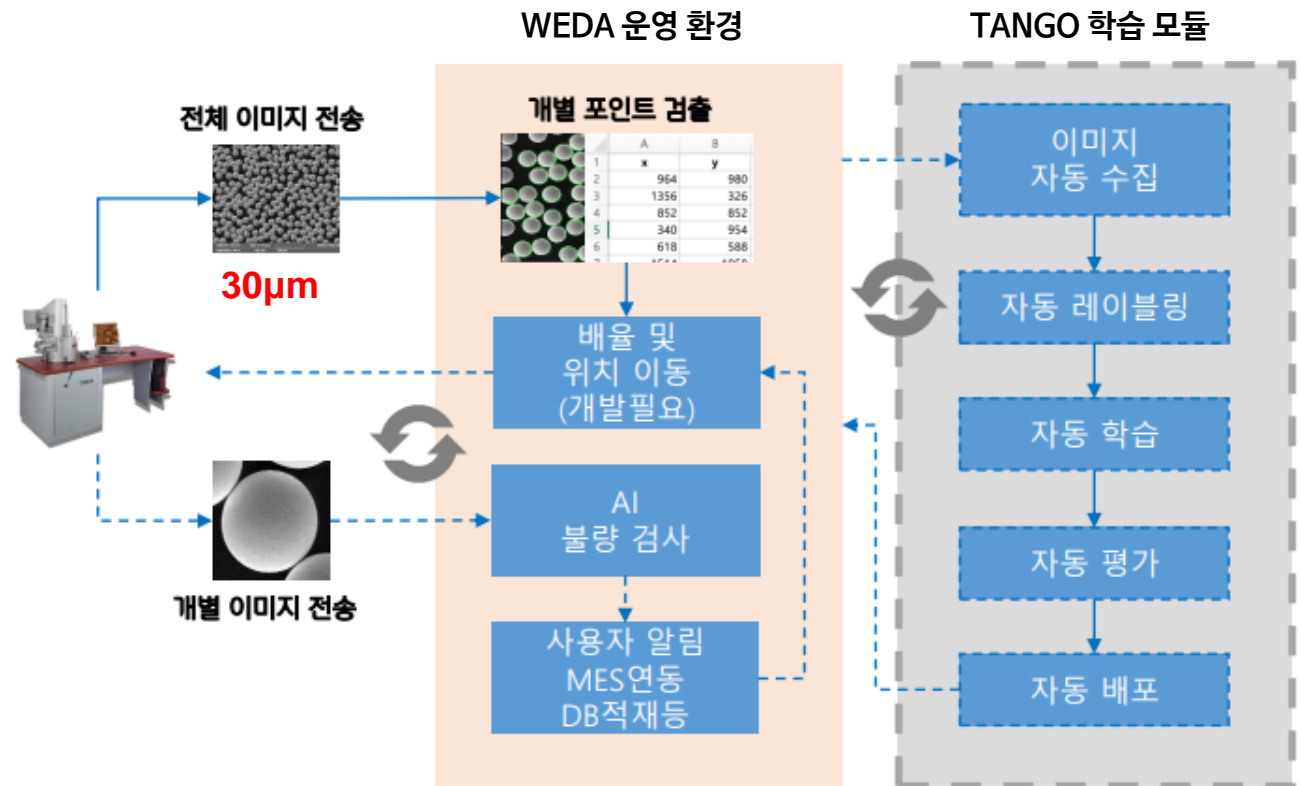 WEDA 운영 환경
TANGO 학습 모듈
전체 이미지 전송
30µm
개별 포인트 검출
A B
1 x y
2 964 980
3 1356 326
4 852 852
5 340 954
6 618 588
배율 및
위치 이동
(개발필요)
개별 이미지 전송
AI
불량 검사
사용자 알림
MES연동
DB적재등
이미지
자동 수집
자동 레이블링
자동 학습
자동 평가
자동 배포